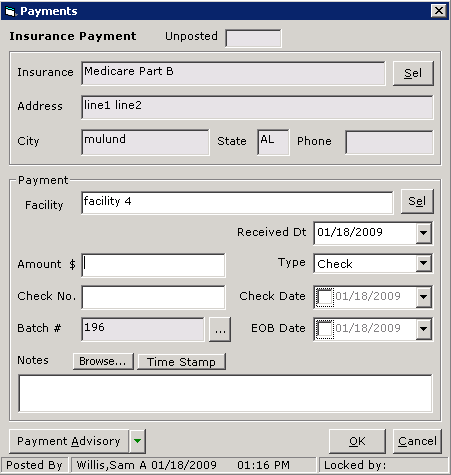 Payments
Insurance Payment Unposted
Insurance Medicare Part B Sel
Address line1 line2
City mulund State AL Phone
Payment
Facility facility 4 Sel
Received Dt 01/18/2009
Amount $ Type Check
Check No. Check Date 01/18/2009
Batch # 196 ... EOB Date 01/18/2009
Notes Browse... Time Stamp
Payment Advisory OK Cancel
Posted By Willis,Sam A 01/18/2009 01:16 PM Locked by: